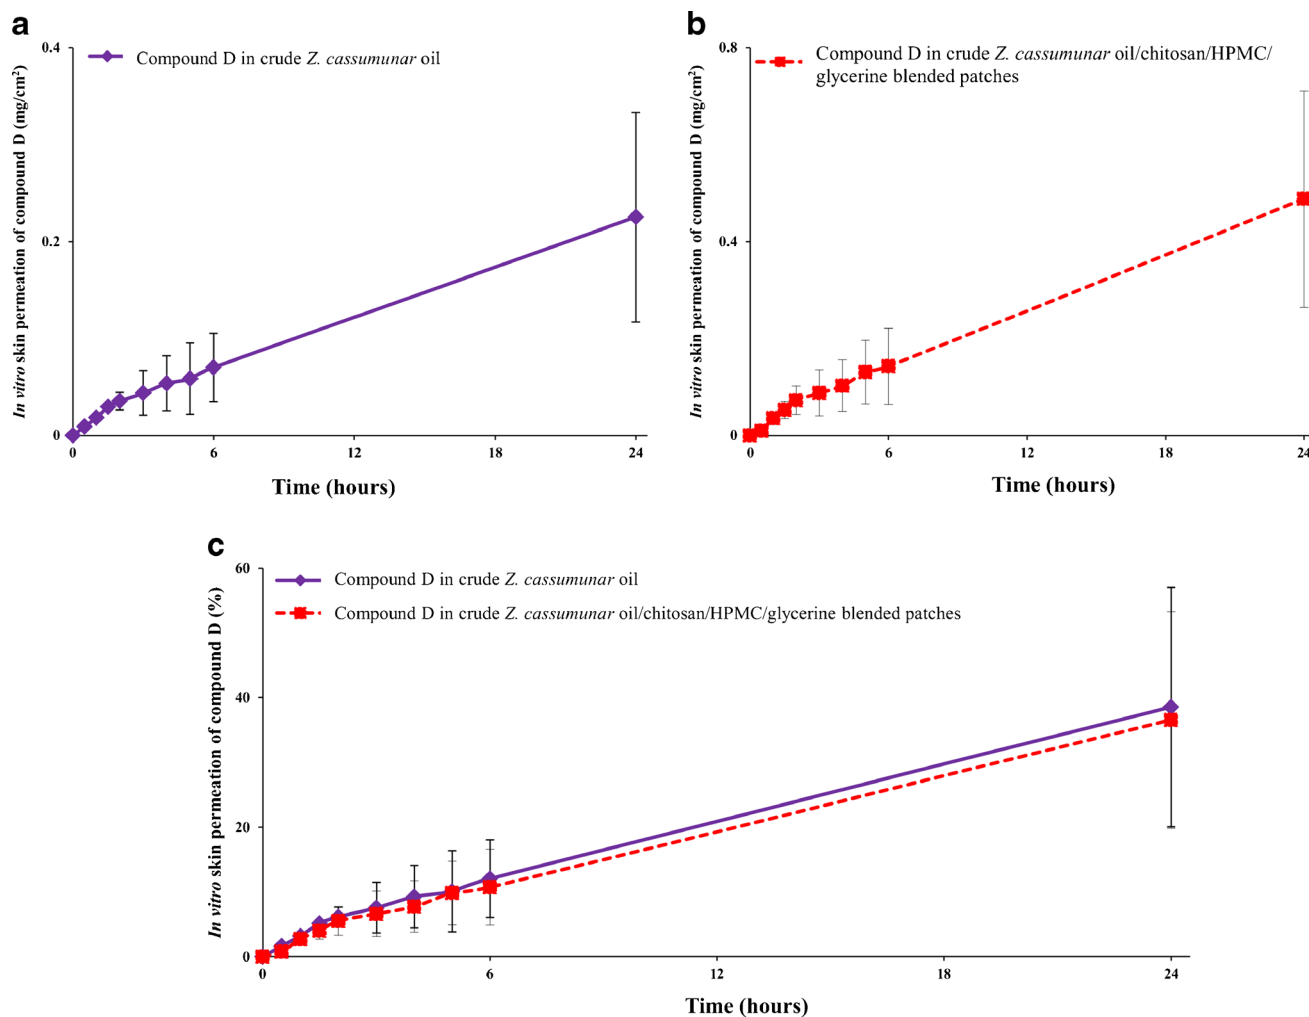 a
Compound D in crude Z. cassumunar oil
In vitro skin permeation of compound D (mg/cm²)
0.4
0.2
0
0 6 12 18 24
Time (hours)
b
Compound D in crude Z. cassumunar oil/chitosan/HPMC/
glycerine blended patches
In vitro skin permeation of compound D (mg/cm²)
0.8
0.4
0
0 6 12 18 24
Time (hours)
c
Compound D in crude Z. cassumunar oil
Compound D in crude Z. cassumunar oil/chitosan/HPMC/glycerine blended patches
In vitro skin permeation of compound D (%)
60
40
20
0
0 6 12 18 24
Time (hours)